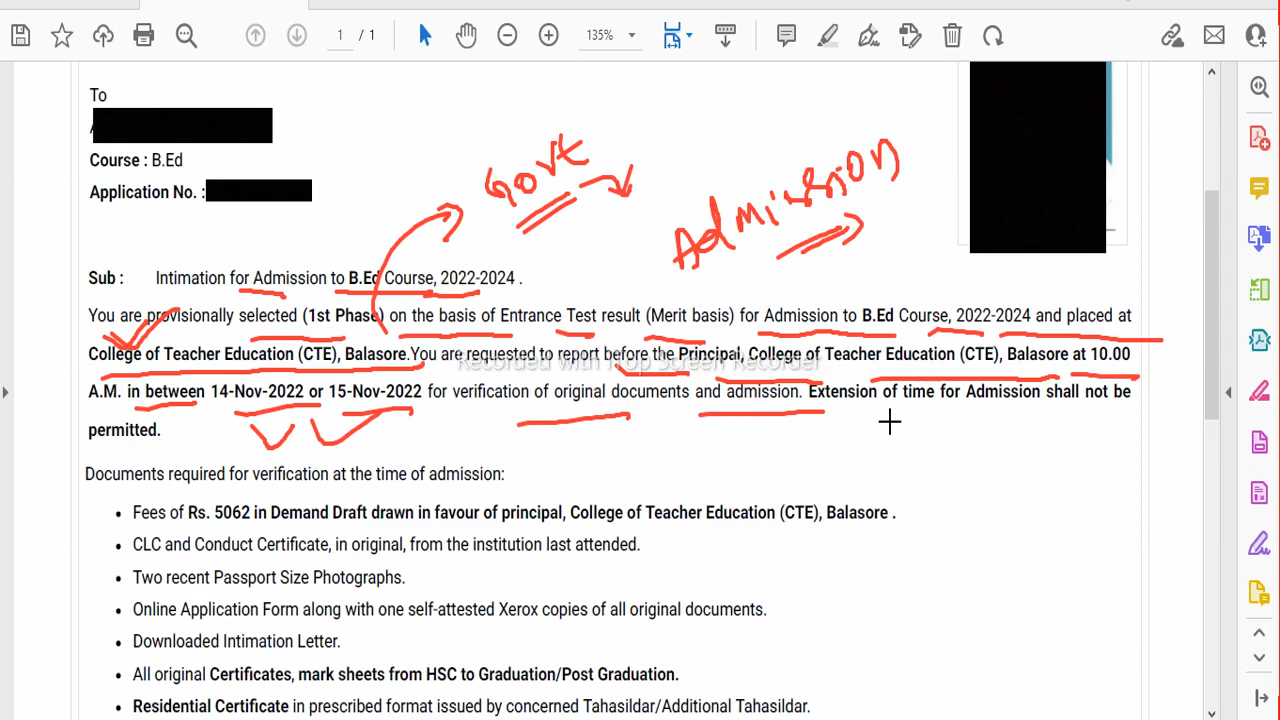 1 / 1
135%
To
Course : B.Ed
Application No. :
Govt
Admission
Sub : Intimation for Admission to B.Ed Course, 2022-2024 .
You are provisionally selected (1st Phase) on the basis of Entrance Test result (Merit basis) for Admission to B.Ed Course, 2022-2024 and placed at
College of Teacher Education (CTE), Balasore.You are requested to report before the Principal, College of Teacher Education (CTE), Balasore at 10.00
Recorded with iTop Screen Recorder
A.M. in between 14-Nov-2022 or 15-Nov-2022 for verification of original documents and admission. Extension of time for Admission shall not be
permitted.
Documents required for verification at the time of admission:
• Fees of Rs. 5062 in Demand Draft drawn in favour of principal, College of Teacher Education (CTE), Balasore .
• CLC and Conduct Certificate, in original, from the institution last attended.
• Two recent Passport Size Photographs.
• Online Application Form along with one self-attested Xerox copies of all original documents.
• Downloaded Intimation Letter.
• All original Certificates, mark sheets from HSC to Graduation/Post Graduation.
• Residential Certificate in prescribed format issued by concerned Tahasildar/Additional Tahasildar.